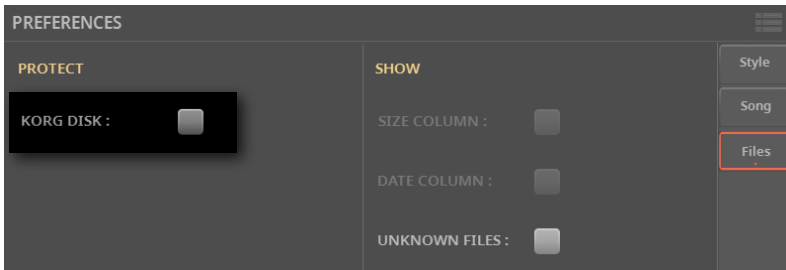 PREFERENCES
PROTECT
KORG DISK :
SHOW
SIZE COLUMN :
DATE COLUMN :
UNKNOWN FILES :
Style
Song
Files